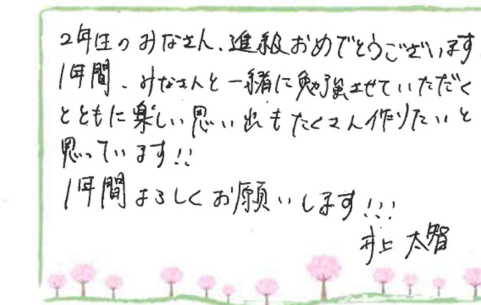 2年生のみなさん、進級おめでとうございます
1年間、みなさんと一緒に勉強させていただく
とともに楽しい思い出もたくさん作りたいと
思っています!!
1年間よろしくお願いします!!!
井上 太智